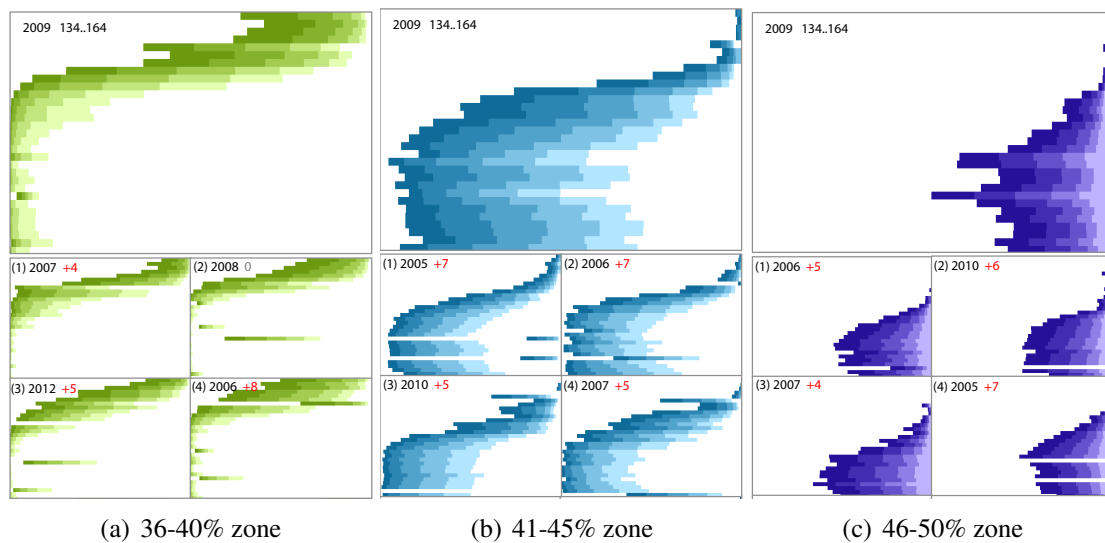 2009 134..164
2009 134..164
2009 134..164
(1) 2007 +4
(2) 2008 0
(1) 2005 +7
(2) 2006 +7
(1) 2006 +5
(2) 2010 +6
(3) 2012 +5
(4) 2006 +8
(3) 2010 +5
(4) 2007 +5
(3) 2007 +4
(4) 2005 +7
(a) 36-40% zone
(b) 41-45% zone
(c) 46-50% zone